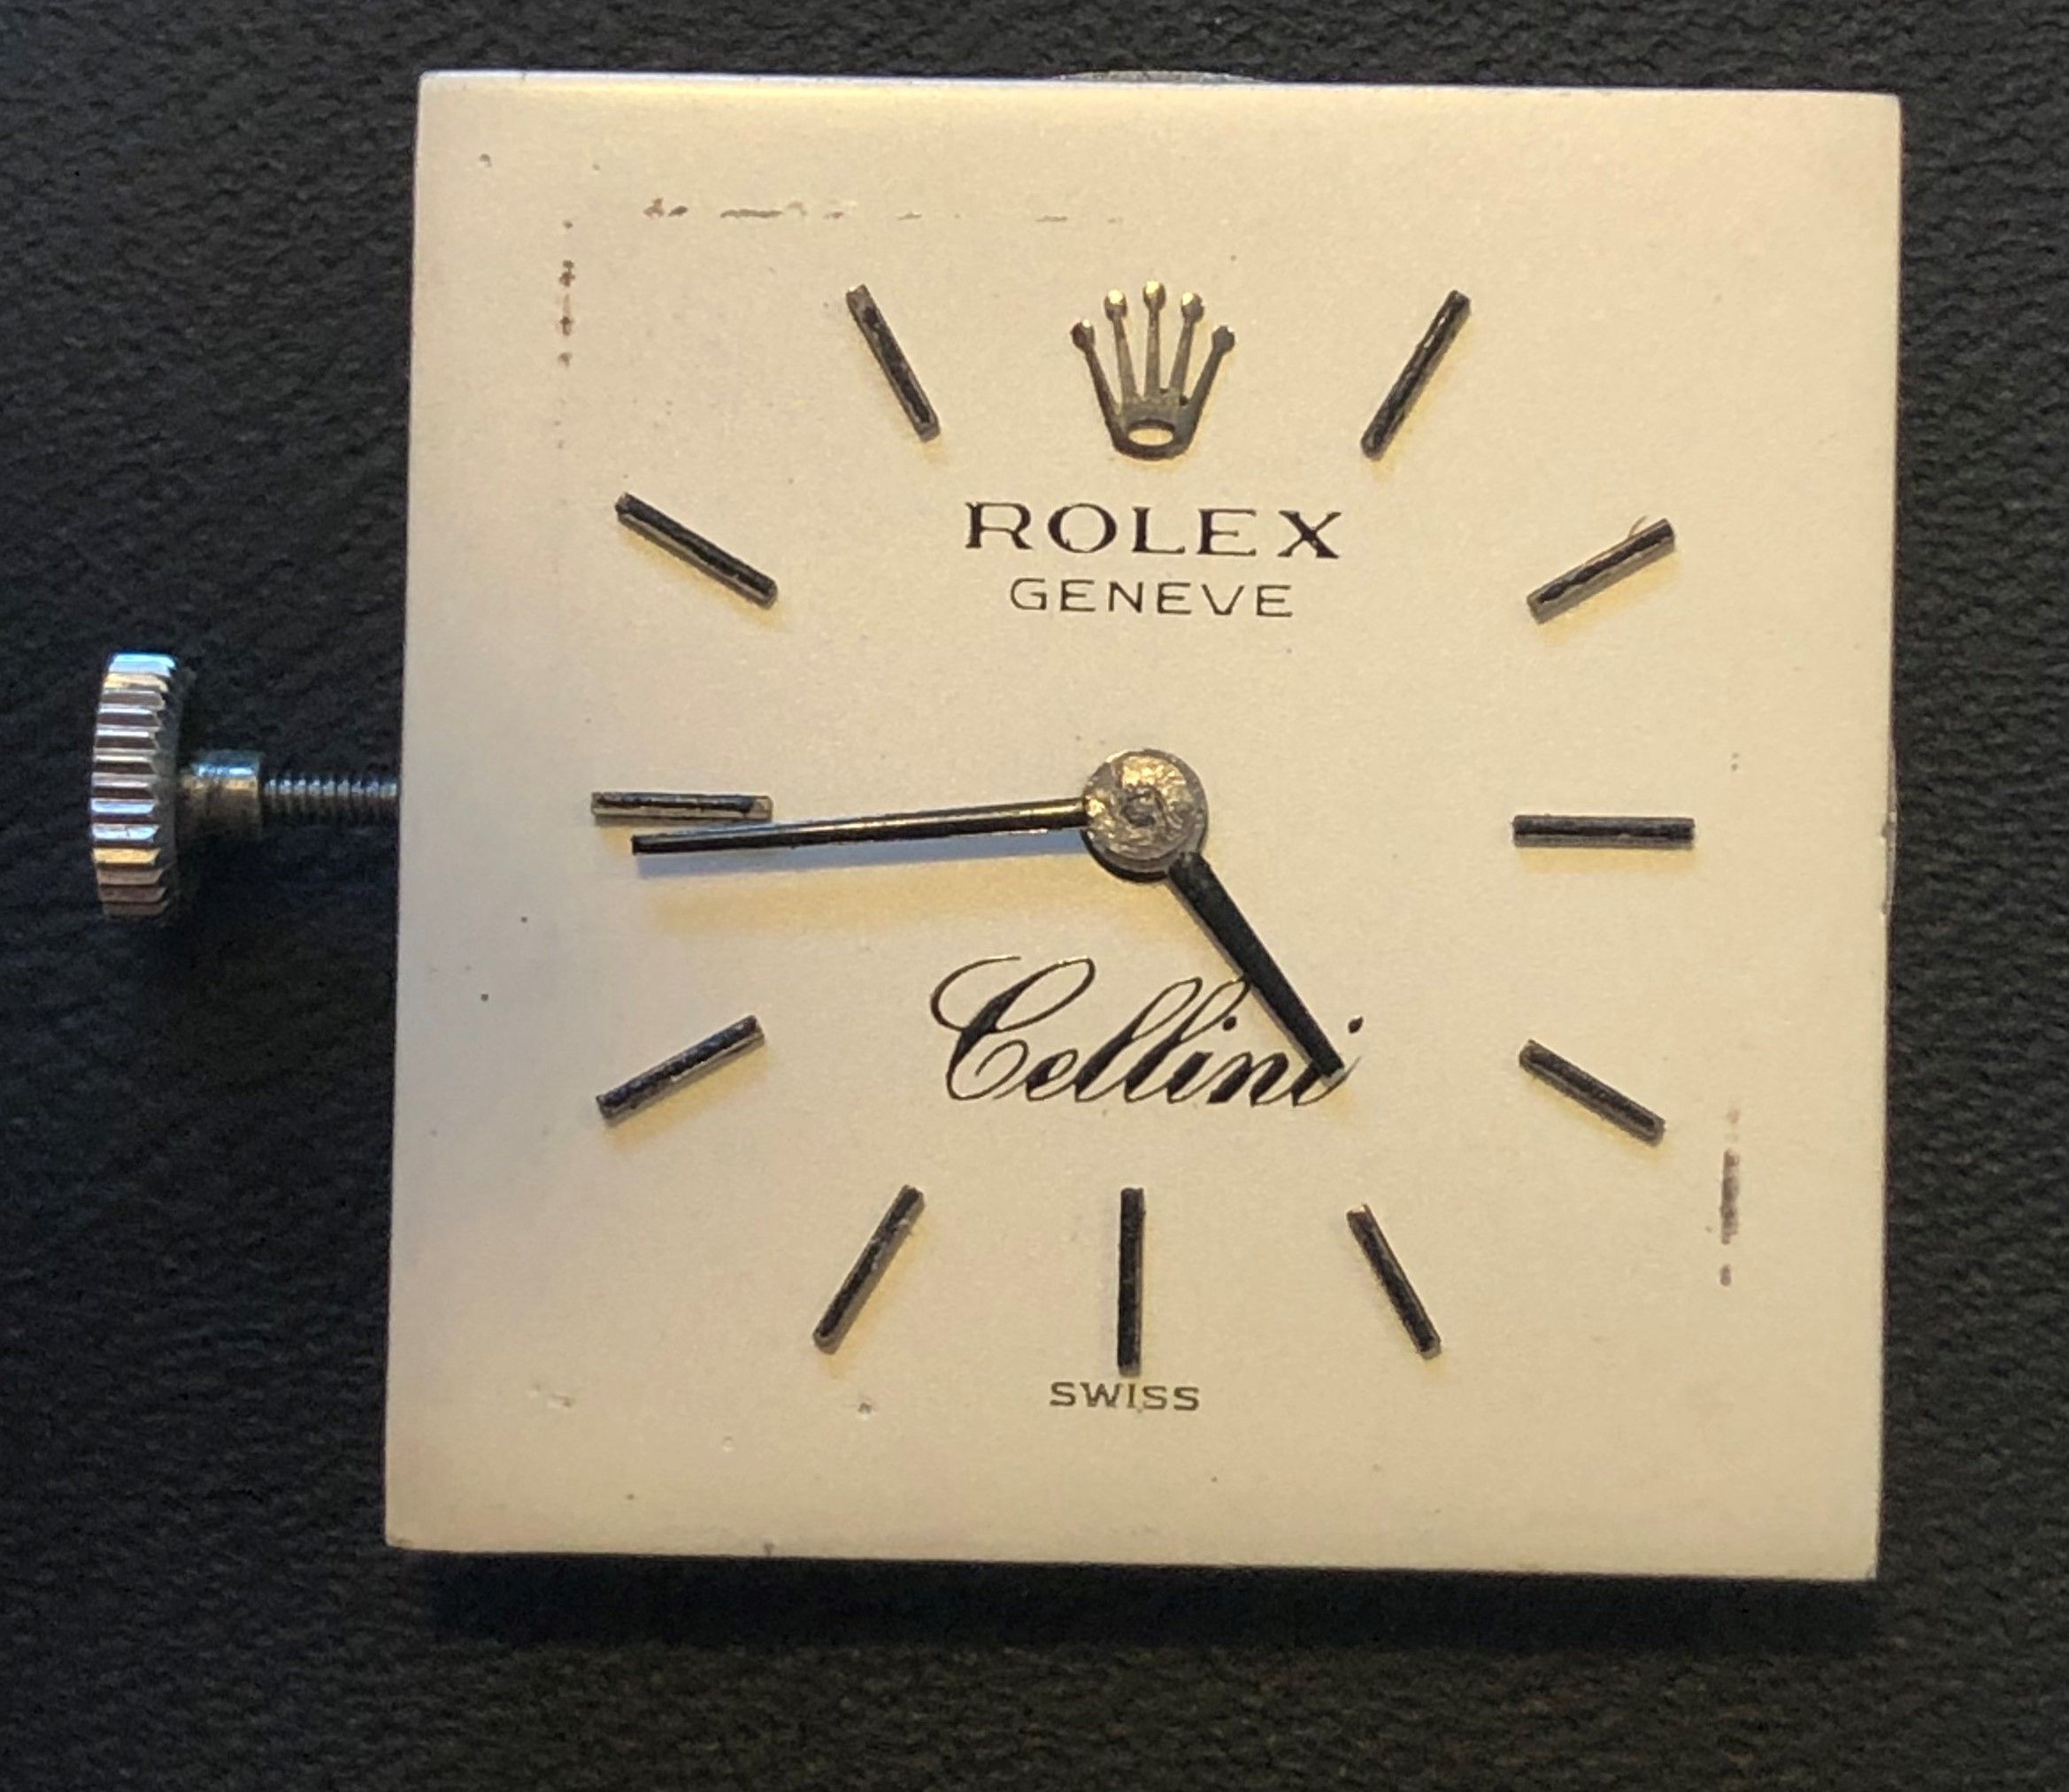 ROLEX
GENEVE
Cellini
SWISS